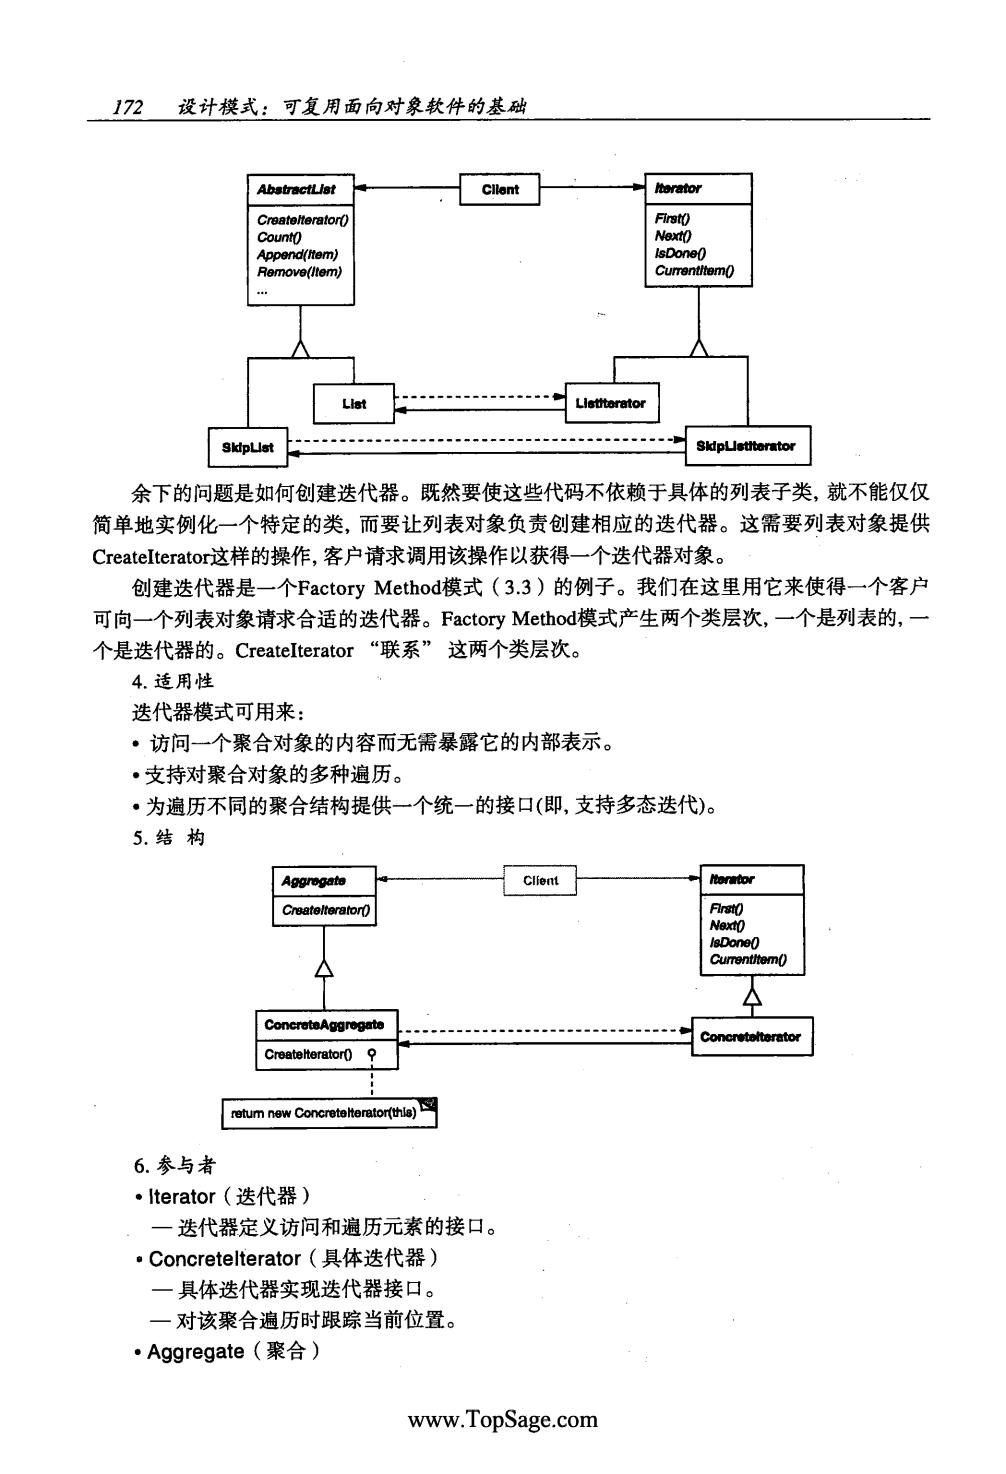 172 设计模式：可复用面向对象软件的基础
AbstractList
Client
Iterator
CreateIterator()
Count()
Append(Item)
Remove(Item)
...
First()
Next()
IsDone()
CurrentItem()
List
ListIterator
SkipList
SkipListIterator
余下的问题是如何创建迭代器。既然要使这些代码不依赖于具体的列表子类, 就不能仅仅
简单地实例化一个特定的类, 而要让列表对象负责创建相应的迭代器。这需要列表对象提供
CreateIterator这样的操作, 客户请求调用该操作以获得一个迭代器对象。
创建迭代器是一个Factory Method模式（3.3）的例子。我们在这里用它来使得一个客户
可向一个列表对象请求合适的迭代器。Factory Method模式产生两个类层次, 一个是列表的, 一
个是迭代器的。CreateIterator “联系” 这两个类层次。
4. 适用性
迭代器模式可用来：
• 访问一个聚合对象的内容而无需暴露它的内部表示。
• 支持对聚合对象的多种遍历。
• 为遍历不同的聚合结构提供一个统一的接口(即, 支持多态迭代)。
5. 结 构
Aggregate
Client
Iterator
CreateIterator()
First()
Next()
IsDone()
CurrentItem()
ConcreteAggregate
ConcreteIterator
CreateIterator()
return new ConcreteIterator(this)
6. 参与者
• Iterator（迭代器）
— 迭代器定义访问和遍历元素的接口。
• ConcreteIterator（具体迭代器）
— 具体迭代器实现迭代器接口。
— 对该聚合遍历时跟踪当前位置。
• Aggregate（聚合）
www.TopSage.com